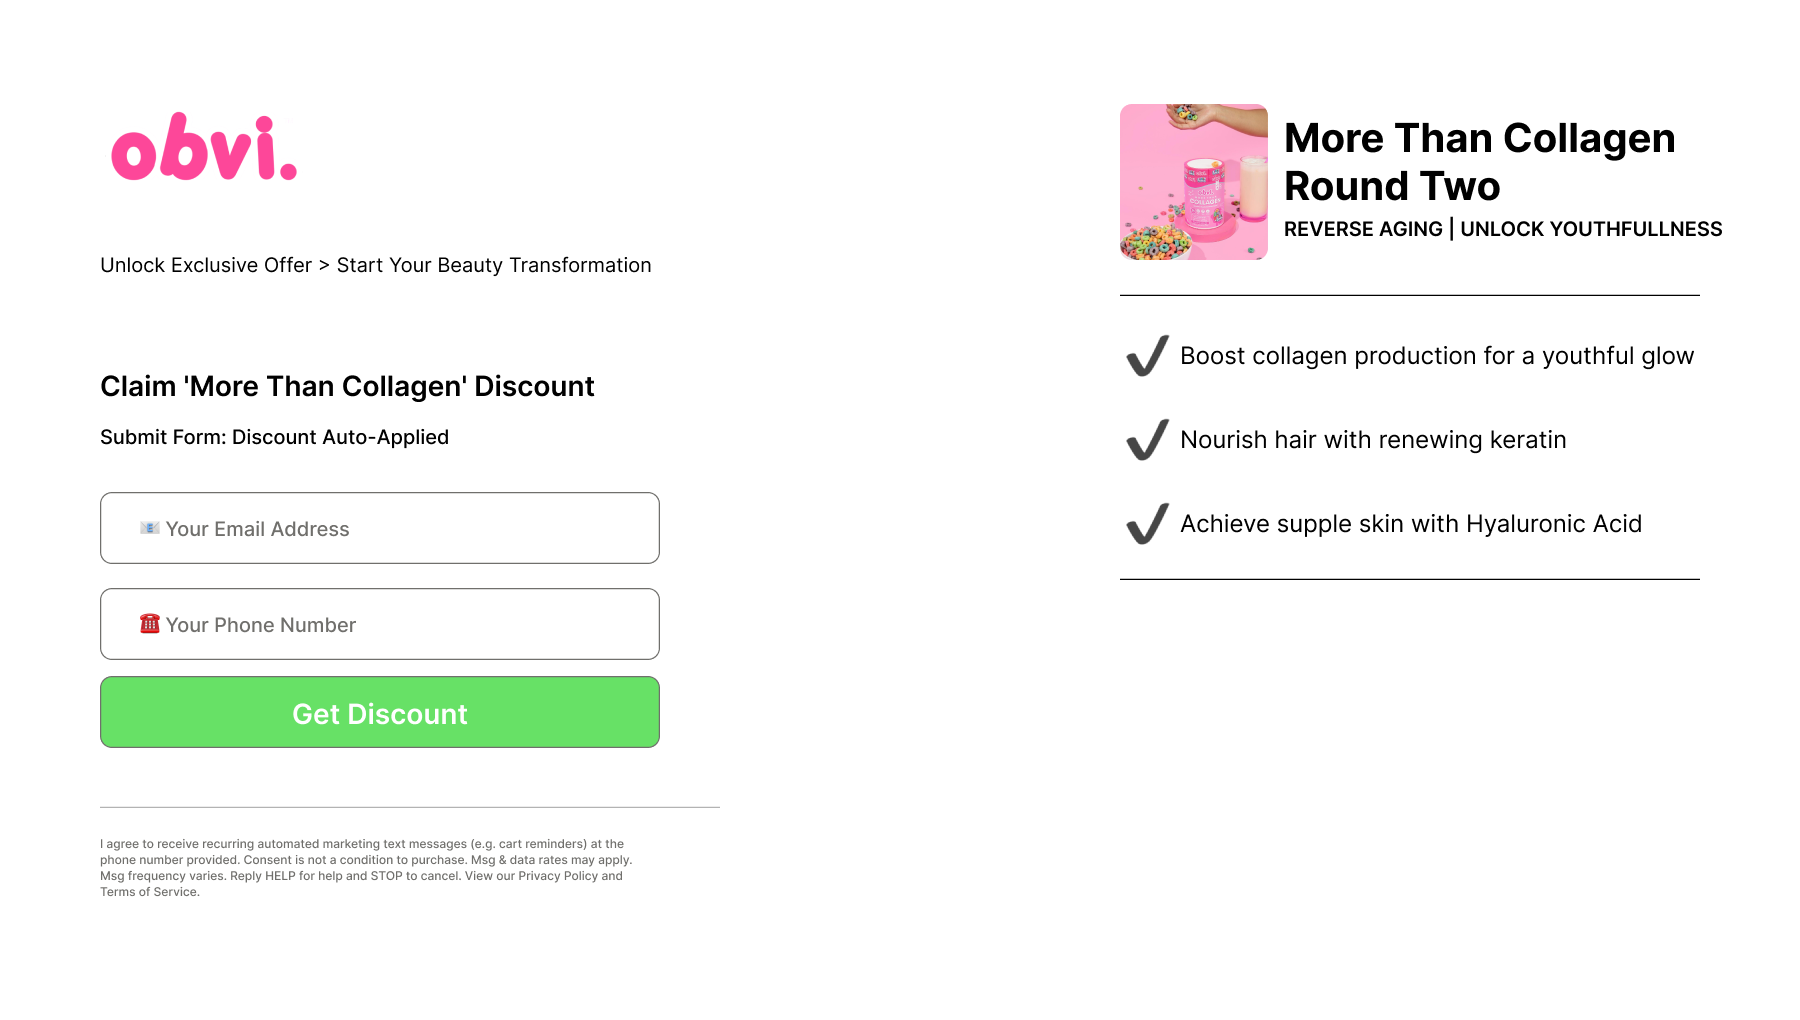 obvi.
Unlock Exclusive Offer > Start Your Beauty Transformation
Claim 'More Than Collagen' Discount
Submit Form: Discount Auto-Applied
Your Email Address
Your Phone Number
Get Discount
I agree to receive recurring automated marketing text messages (e.g. cart reminders) at the
phone number provided. Consent is not a condition to purchase. Msg & data rates may apply.
Msg frequency varies. Reply HELP for help and STOP to cancel. View our Privacy Policy and
Terms of Service.
More Than Collagen
Round Two
REVERSE AGING | UNLOCK YOUTHFULLNESS
Boost collagen production for a youthful glow
Nourish hair with renewing keratin
Achieve supple skin with Hyaluronic Acid